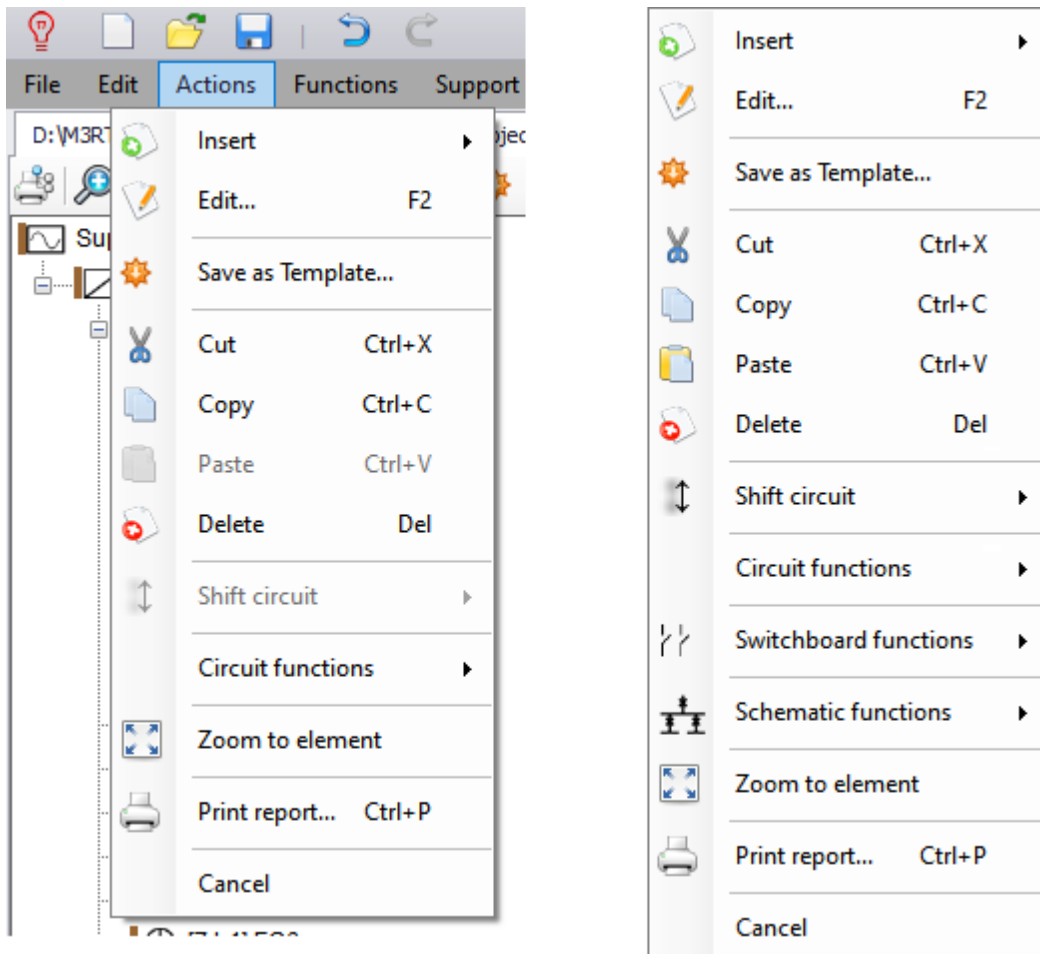 File Edit Actions Functions Support
D:\M3RT
ojec
Sup
Insert
Edit... F2
Save as Template...
Cut Ctrl+X
Copy Ctrl+C
Paste Ctrl+V
Delete Del
Shift circuit
Circuit functions
Zoom to element
Print report... Ctrl+P
Cancel
Insert
Edit... F2
Save as Template...
Cut Ctrl+X
Copy Ctrl+C
Paste Ctrl+V
Delete Del
Shift circuit
Circuit functions
Switchboard functions
Schematic functions
Zoom to element
Print report... Ctrl+P
Cancel